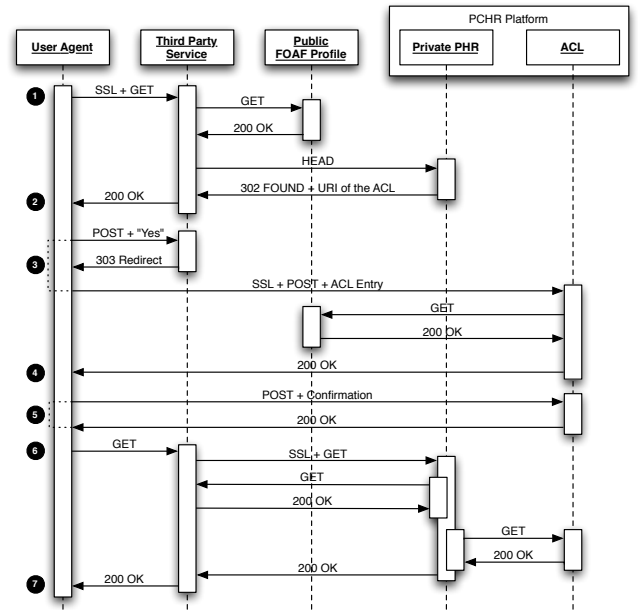 PCHR Platform
User Agent
Third Party
Service
Public
FOAF Profile
Private PHR
ACL
1
SSL + GET
GET
200 OK
HEAD
302 FOUND + URI of the ACL
2
200 OK
POST + "Yes"
3
303 Redirect
SSL + POST + ACL Entry
GET
200 OK
4
200 OK
POST + Confirmation
5
200 OK
6
GET
SSL + GET
GET
200 OK
GET
200 OK
7
200 OK
200 OK